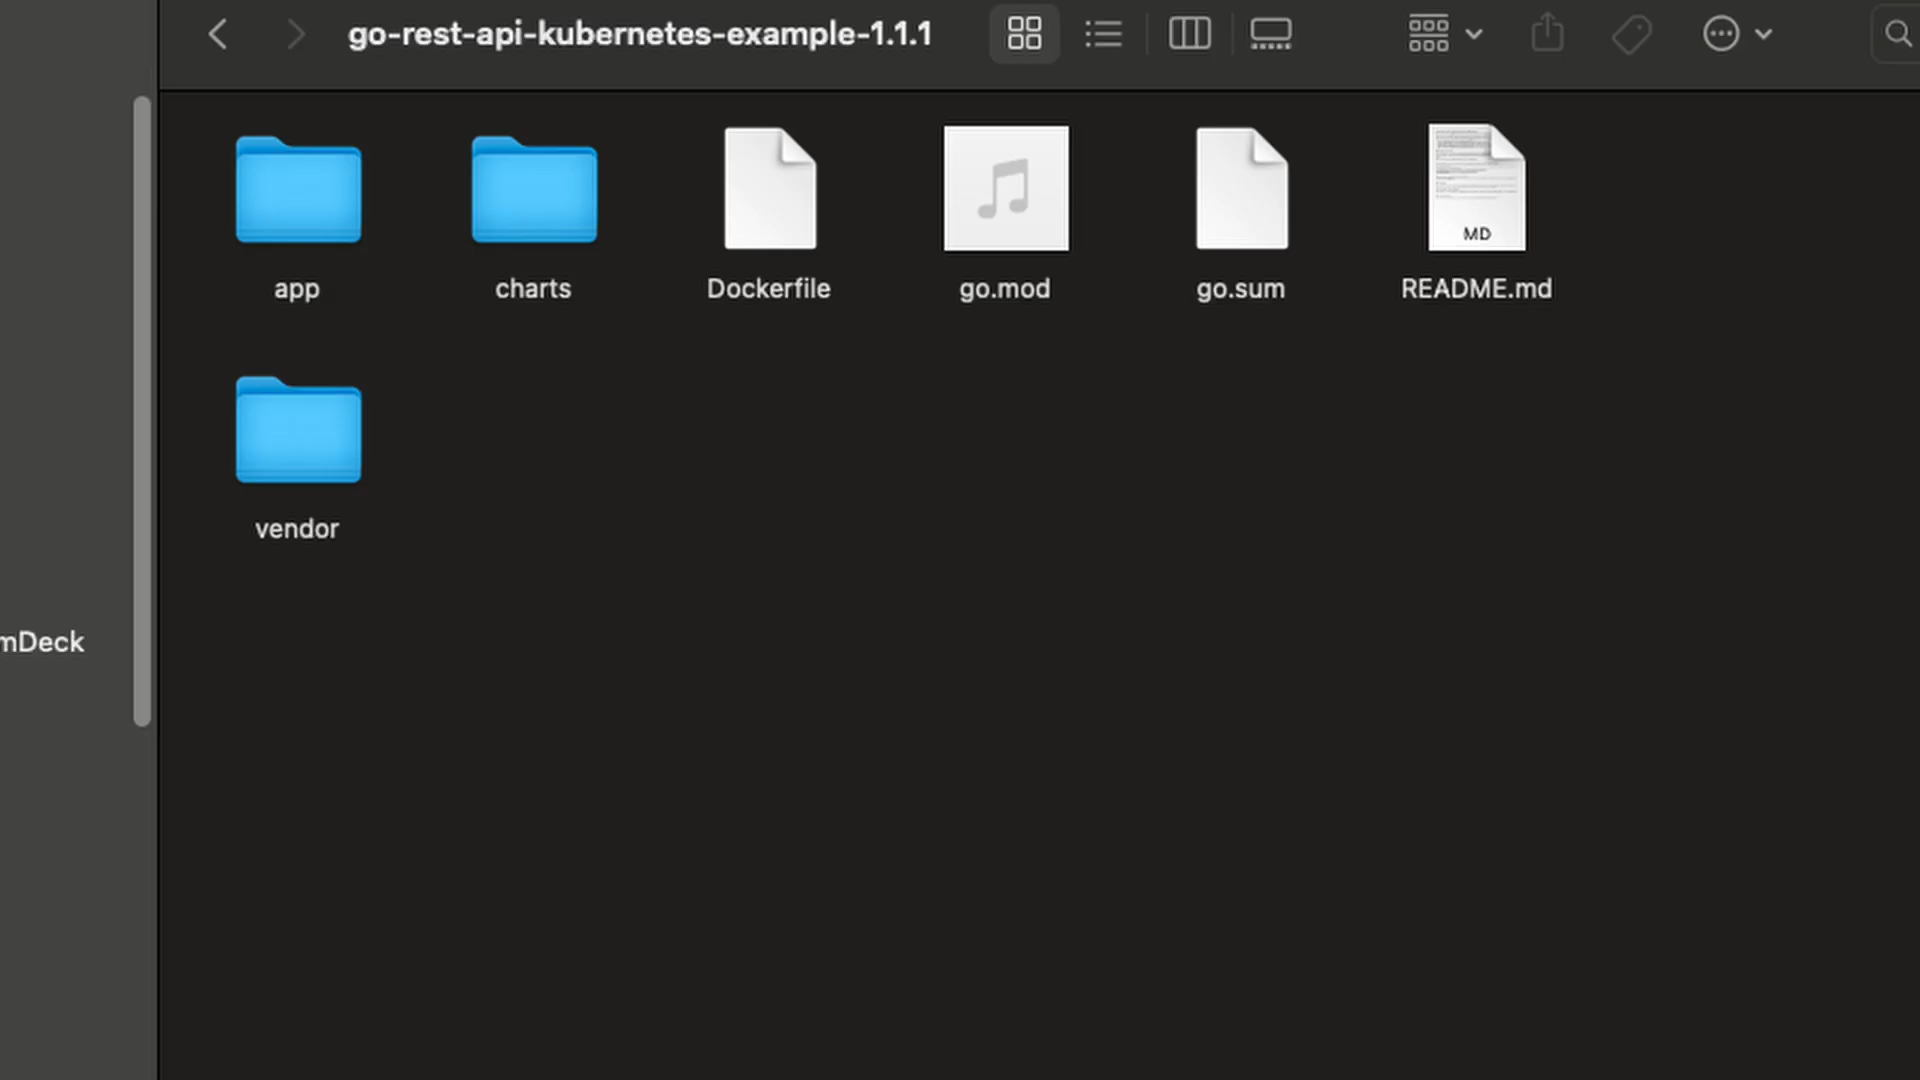 go-rest-api-kubernetes-example-1.1.1
app
charts
Dockerfile
go.mod
go.sum
MD
README.md
vendor
mDeck